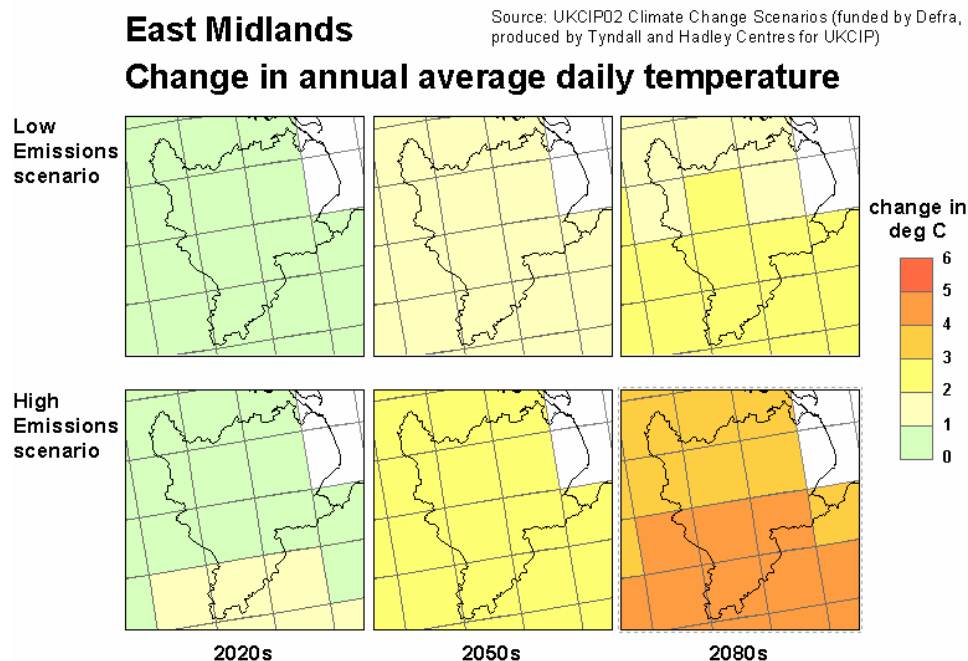 East Midlands
Source: UKCIP02 Climate Change Scenarios (funded by Defra,
produced by Tyndall and Hadley Centres for UKCIP)
Change in annual average daily temperature
Low
Emissions
scenario
change in
deg C
6
5
4
3
2
1
0
High
Emissions
scenario
2020s
2050s
2080s